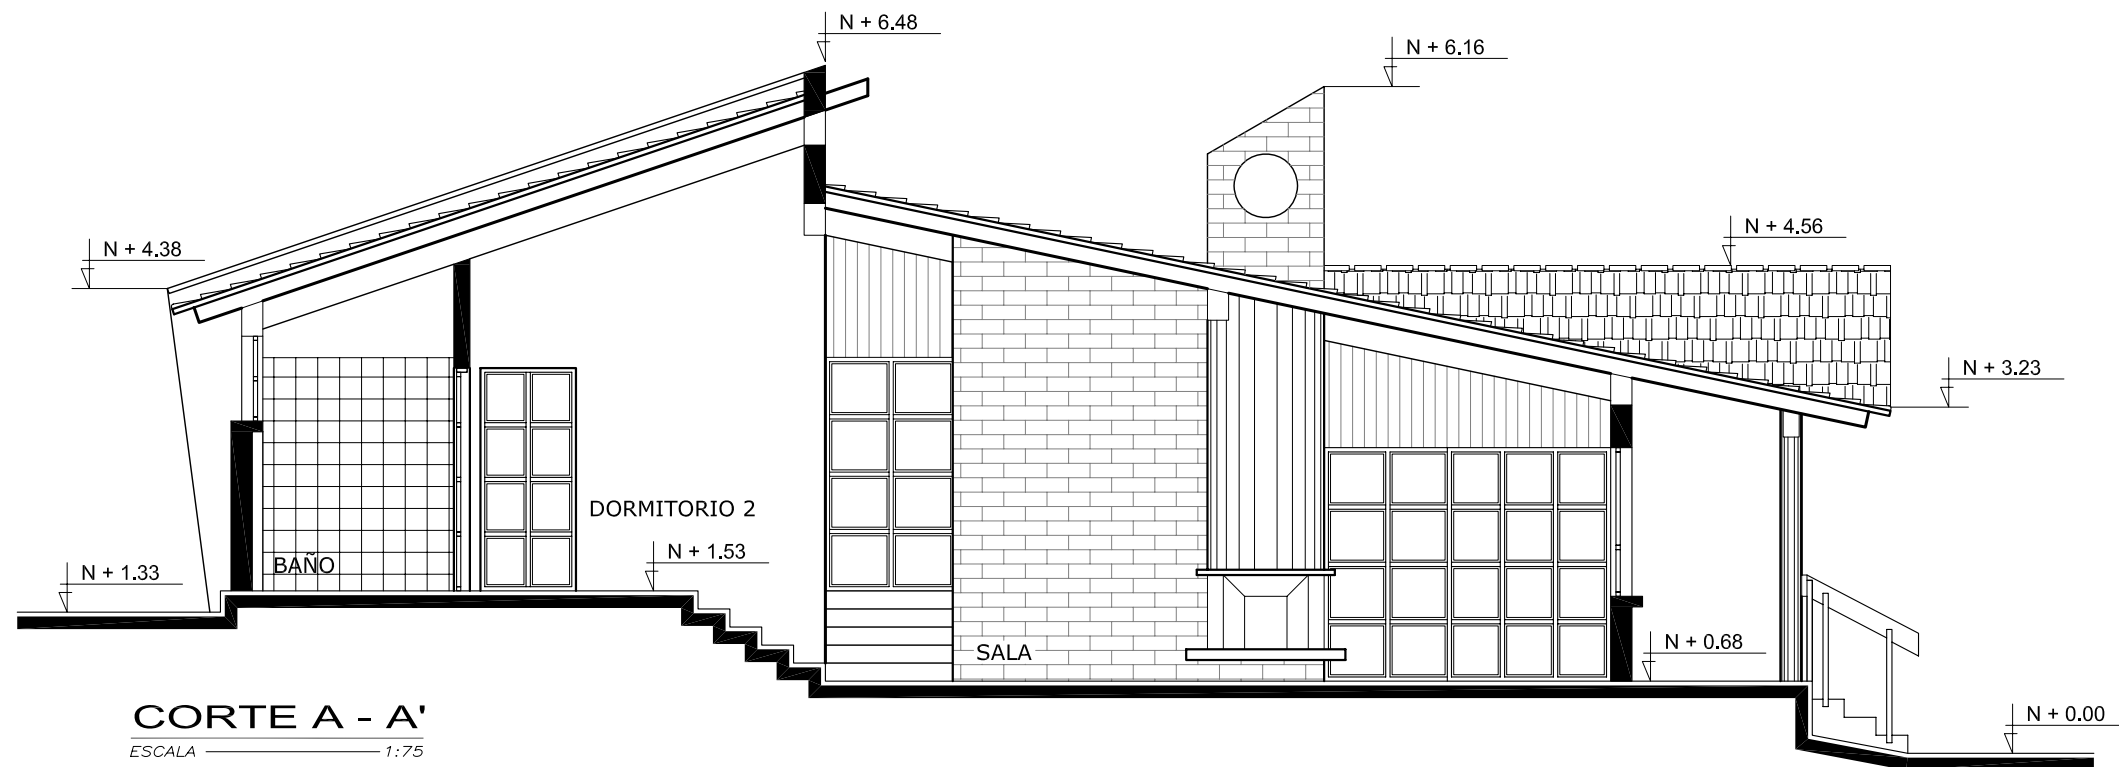 N + 6.48
N + 6.16
N + 4.56
N + 4.38
N + 3.23
DORMITORIO 2
N + 1.53
BAÑO
N + 1.33
SALA
N + 0.68
N + 0.00
CORTE A - A'
ESCALA 1:75